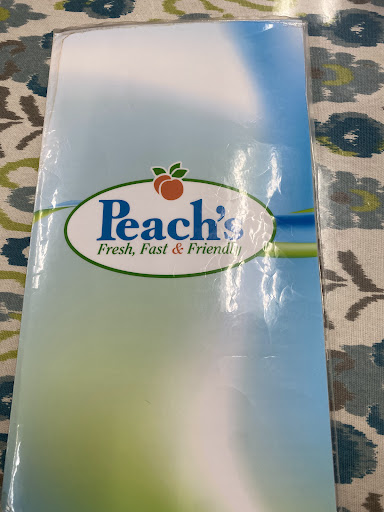 Peach's
Fresh, Fast & Friendly